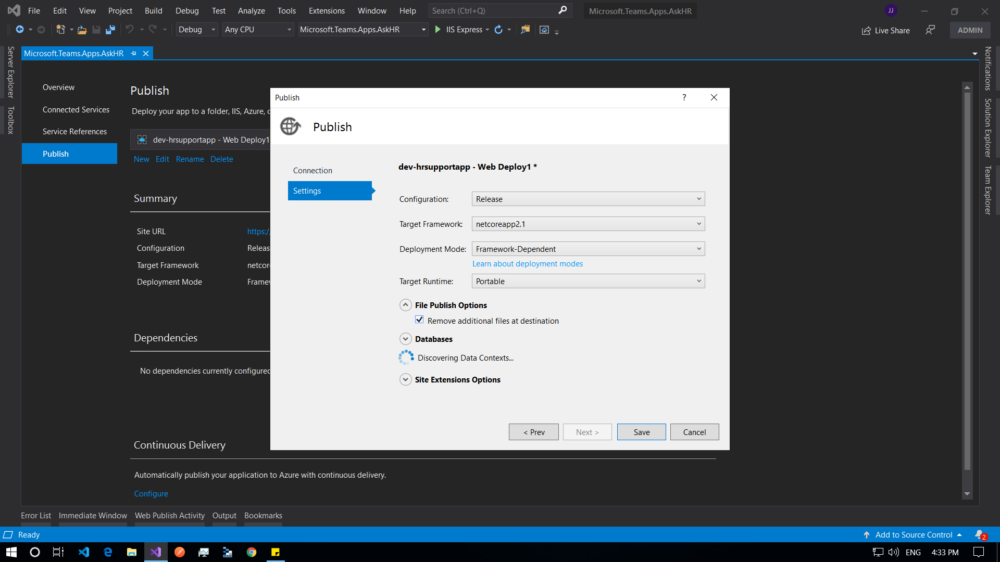 File Edit View Project Build Debug Test Analyze Tools Extensions Window Help Search (Ctrl+Q) Microsoft.Teams.Apps.AskHR JJ
Debug Any CPU Microsoft.Teams.Apps.AskHR IIS Express Live Share ADMIN
Server Explorer
Toolbox
Microsoft.Teams.Apps.AskHR
Notifications
Solution Explorer
Team Explorer
Overview
Connected Services
Service References
Publish
Publish
Deploy your app to a folder, IIS, Azure, o
dev-hrsupportapp - Web Deploy1
New Edit Rename Delete
Summary
Site URL https:/
Configuration Releas
Target Framework netcor
Deployment Mode Frame
Dependencies
No dependencies currently configured
Continuous Delivery
Automatically publish your application to Azure with continuous delivery.
Configure
Publish ?
Publish
Connection
Settings
dev-hrsupportapp - Web Deploy1 *
Configuration: Release
Target Framework: netcoreapp2.1
Deployment Mode: Framework-Dependent
Learn about deployment modes
Target Runtime: Portable
File Publish Options
Remove additional files at destination
Databases
Discovering Data Contexts...
Site Extensions Options
< Prev Next > Save Cancel
Error List Immediate Window Web Publish Activity Output Bookmarks
Ready Add to Source Control 2
ENG 4:33 PM